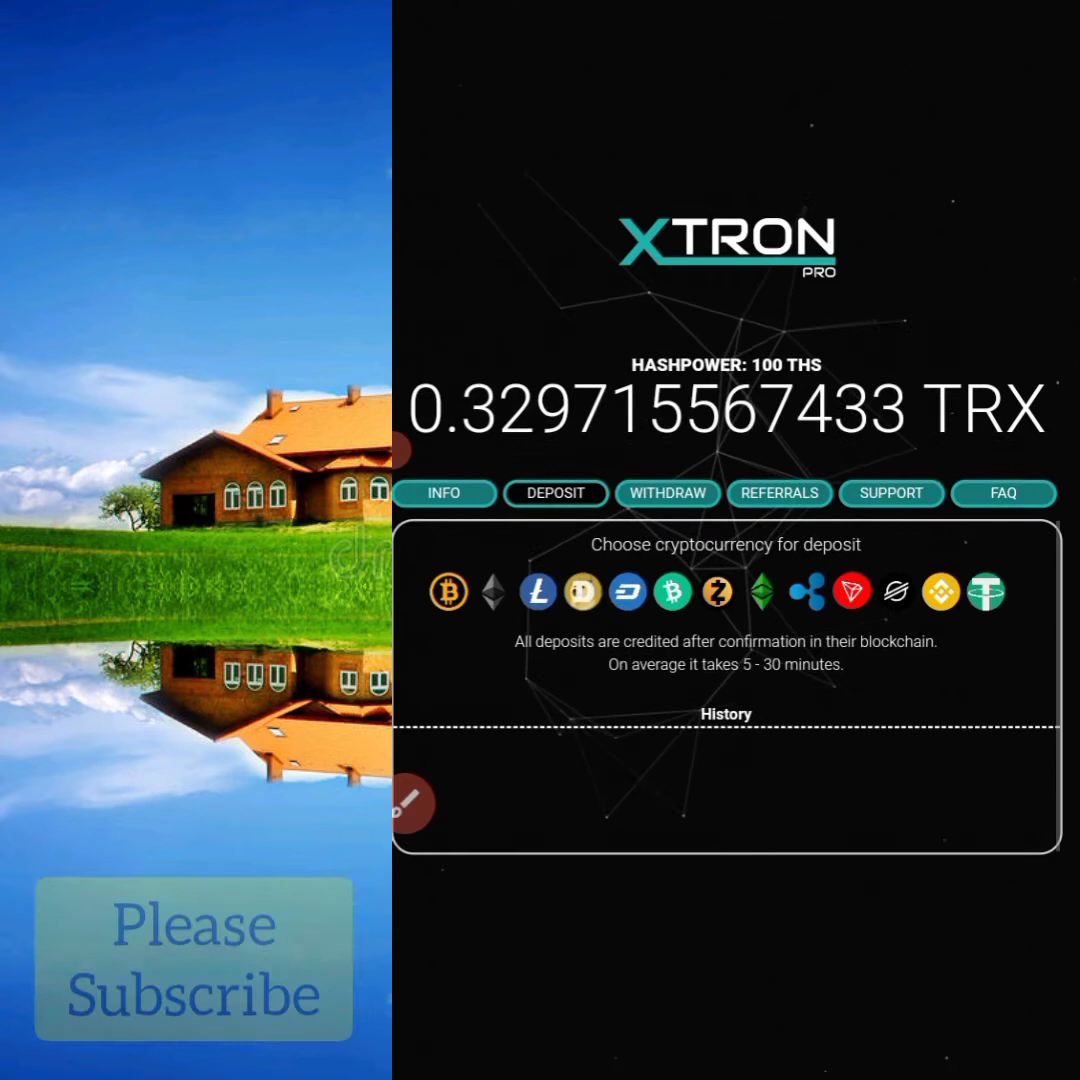 XTRON
PRO
HASHPOWER: 100 THS
0.329715567433 TRX
INFO
DEPOSIT
WITHDRAW
REFERRALS
SUPPORT
FAQ
Choose cryptocurrency for deposit
All deposits are credited after confirmation in their blockchain.
On average it takes 5 - 30 minutes.
History
Please
Subscribe